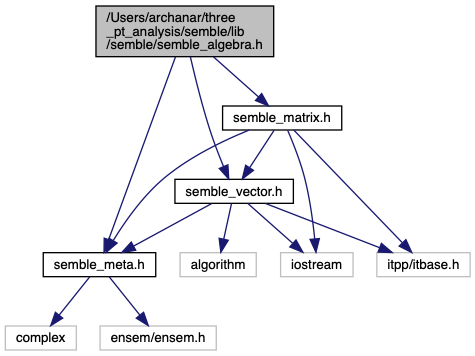 /Users/archanar/three
_pt_analysis/semble/lib
/semble/semble_algebra.h
semble_matrix.h
semble_vector.h
semble_meta.h
algorithm
iostream
itpp/itbase.h
complex
ensem/ensem.h